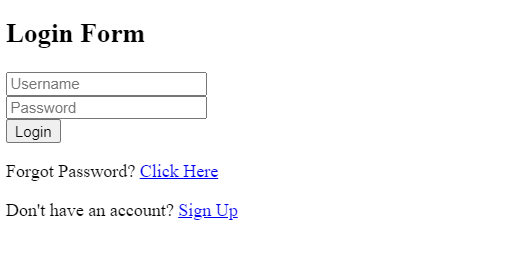 Login Form
Username
Password
Login
Forgot Password? Click Here
Don't have an account? Sign Up